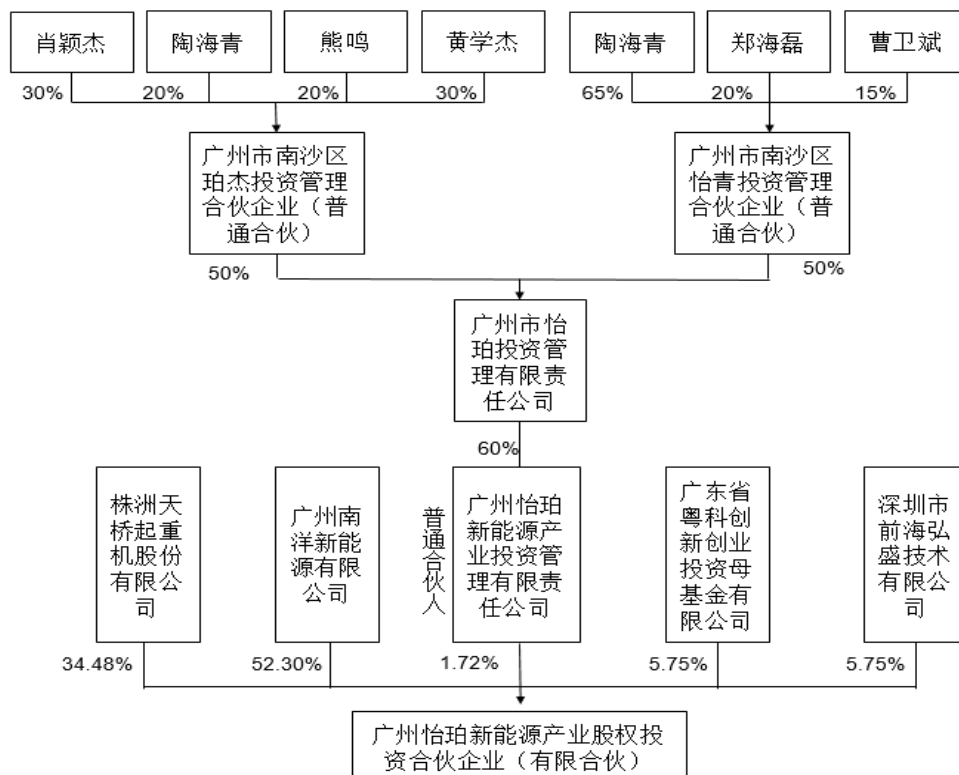 肖颖杰
陶海青
熊鸣
黄学杰
陶海青
郑海磊
曹卫斌
30%
20%
20%
30%
65%
20%
15%
广州市南沙区
珀杰投资管理
合伙企业（普
通合伙）
广州市南沙区
怡青投资管理
合伙企业（普
通合伙）
50%
50%
广州市怡
珀投资管
理有限责
任公司
60%
株洲天
桥起重
机股份
有限公
司
广州南
洋新能
源有限
公司
普通合伙人
广州怡珀
新能源产
业投资管
理有限责
任公司
广东省
粤科创
新创业
投资母
基金有
限公司
深圳市
前海弘
盛技术
有限公
司
34.48%
52.30%
1.72%
5.75%
5.75%
广州怡珀新能源产业股权投
资合伙企业（有限合伙）